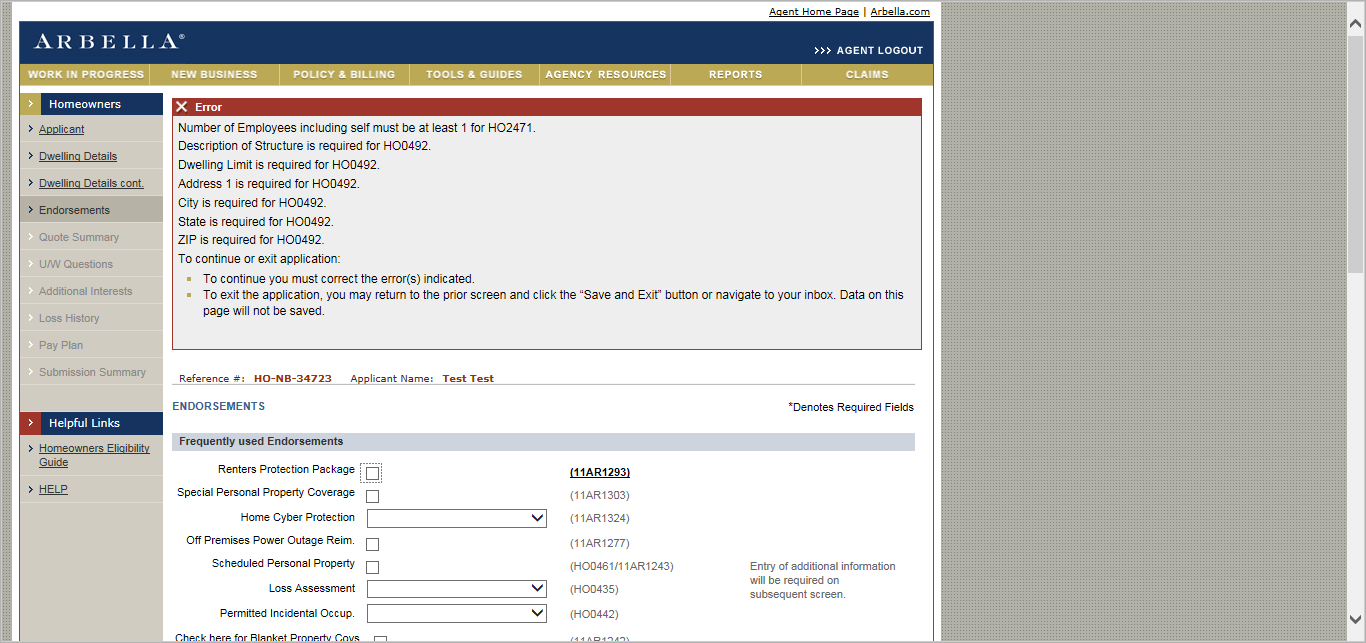 Agent Home Page | Arbella.com
ARBELLA®
>>> AGENT LOGOUT
WORK IN PROGRESS NEW BUSINESS POLICY & BILLING TOOLS & GUIDES AGENCY RESOURCES REPORTS CLAIMS
Homeowners
Applicant
Dwelling Details
Dwelling Details cont.
Endorsements
Quote Summary
U/W Questions
Additional Interests
Loss History
Pay Plan
Submission Summary
Helpful Links
Homeowners Eligibility
Guide
HELP
Error
Number of Employees including self must be at least 1 for HO2471.
Description of Structure is required for HO0492.
Dwelling Limit is required for HO0492.
Address 1 is required for HO0492.
City is required for HO0492.
State is required for HO0492.
ZIP is required for HO0492.
To continue or exit application:
To continue you must correct the error(s) indicated.
To exit the application, you may return to the prior screen and click the “Save and Exit” button or navigate to your inbox. Data on this
page will not be saved.
Reference #: HO-NB-34723 Applicant Name: Test Test
ENDORSEMENTS
*Denotes Required Fields
Frequently used Endorsements
Renters Protection Package (11AR1293)
Special Personal Property Coverage (11AR1303)
Home Cyber Protection (11AR1324)
Off Premises Power Outage Reim. (11AR1277)
Scheduled Personal Property (HO0461/11AR1243)
Entry of additional information
will be required on
subsequent screen.
Loss Assessment (HO0435)
Permitted Incidental Occup. (HO0442)
Check here for Blanket Property Covs (11AR1242)